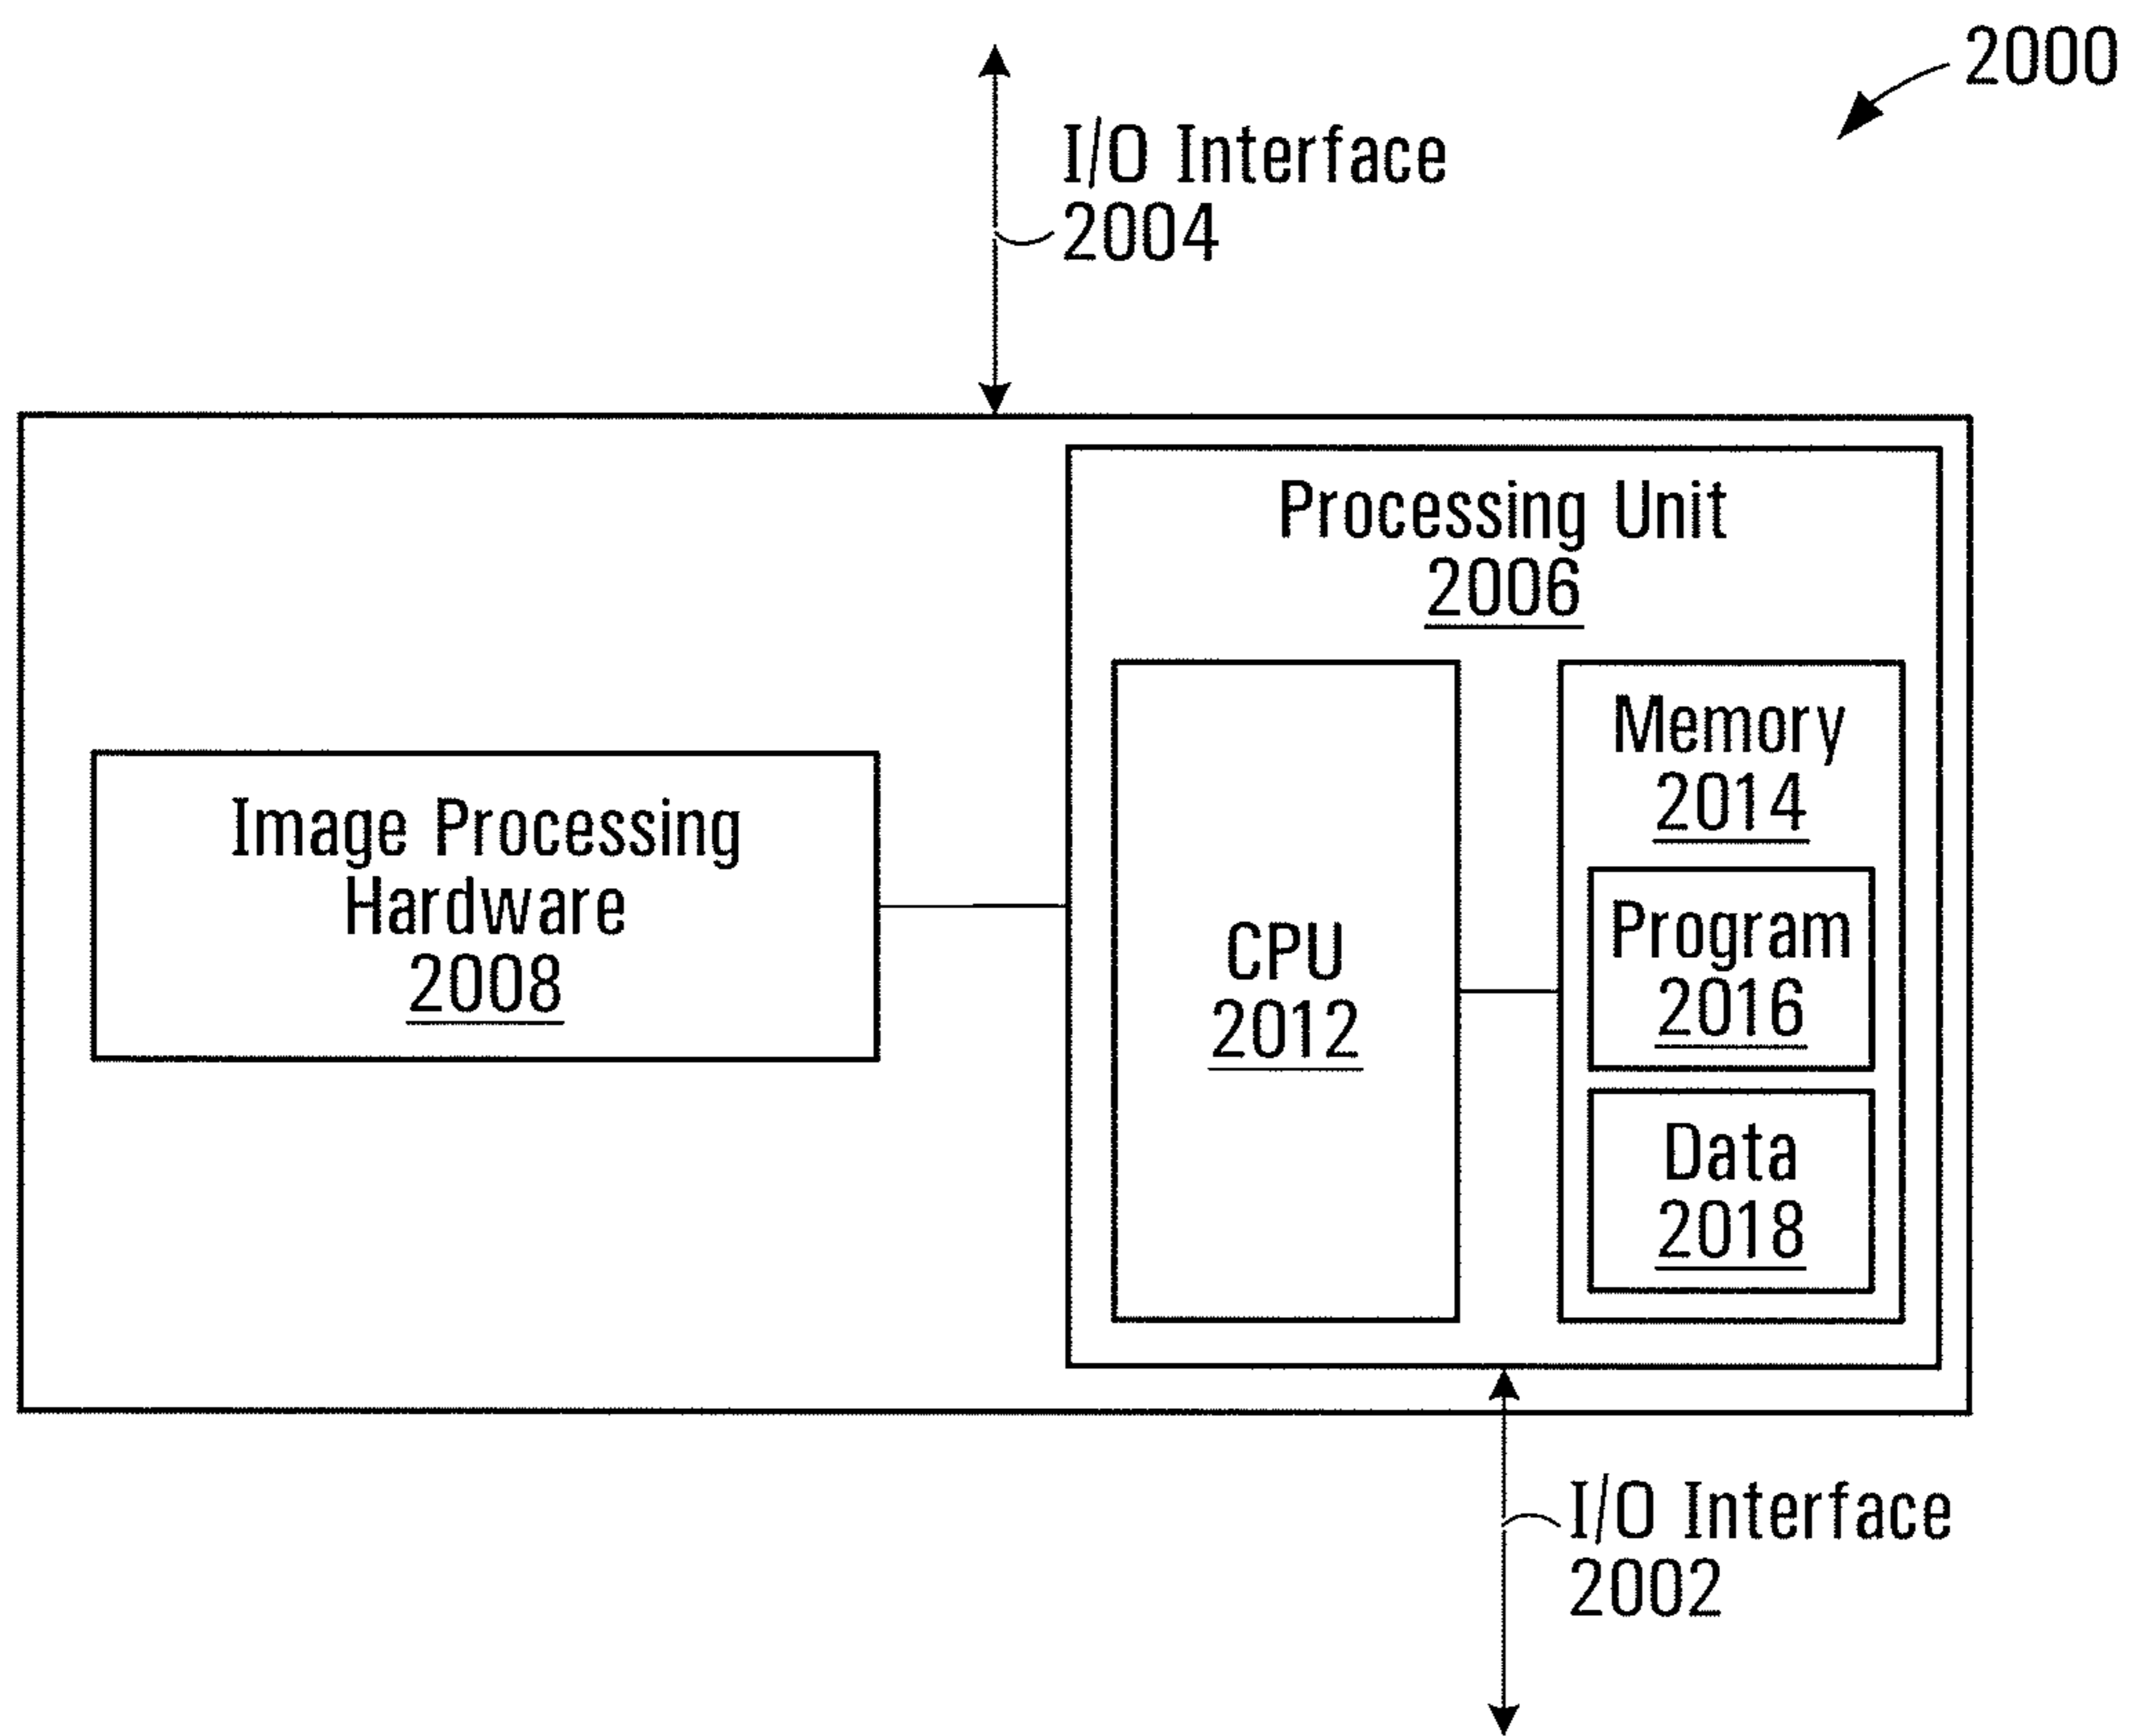 2000
I/O Interface
2004
Processing Unit
2006
Image Processing
Hardware
2008
CPU
2012
Memory
2014
Program
2016
Data
2018
I/O Interface
2002